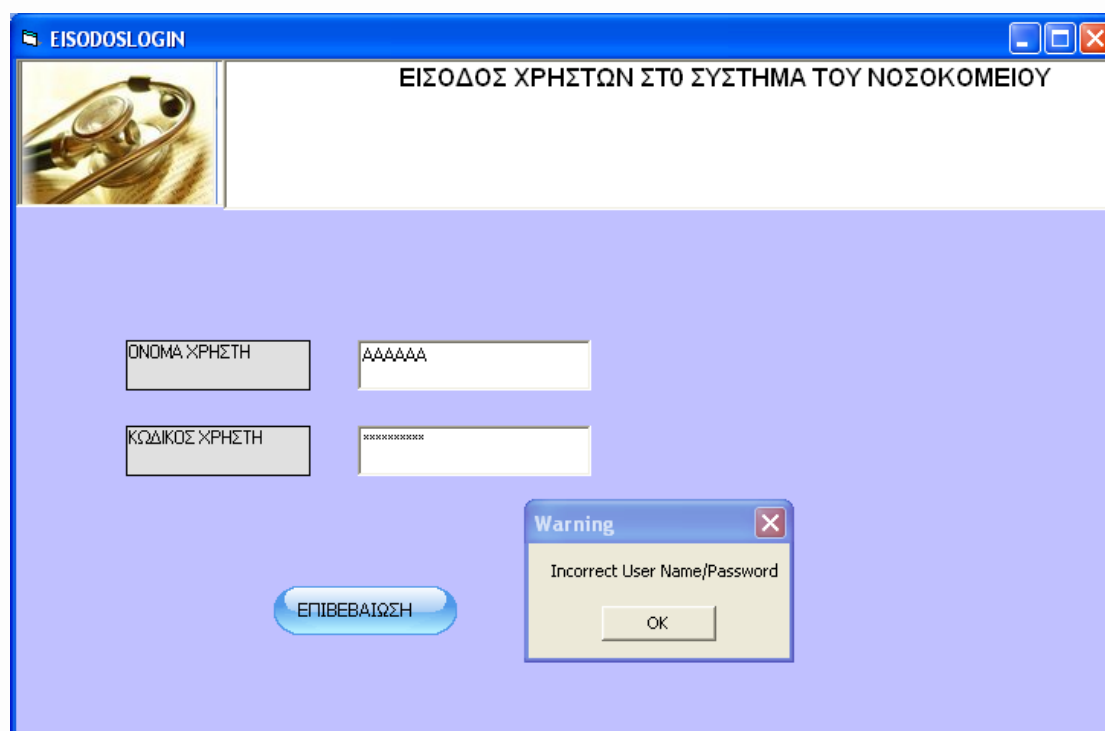 EISODOSLOGIN
ΕΙΣΟΔΟΣ ΧΡΗΣΤΩΝ ΣΤ0 ΣΥΣΤΗΜΑ ΤΟΥ ΝΟΣΟΚΟΜΕΙΟΥ
ΟΝΟΜΑ ΧΡΗΣΤΗ
ΑΑΑΑΑΑ
ΚΩΔΙΚΟΣ ΧΡΗΣΤΗ
**********
Warning
Incorrect User Name/Password
OK
ΕΠΙΒΕΒΑΙΩΣΗ